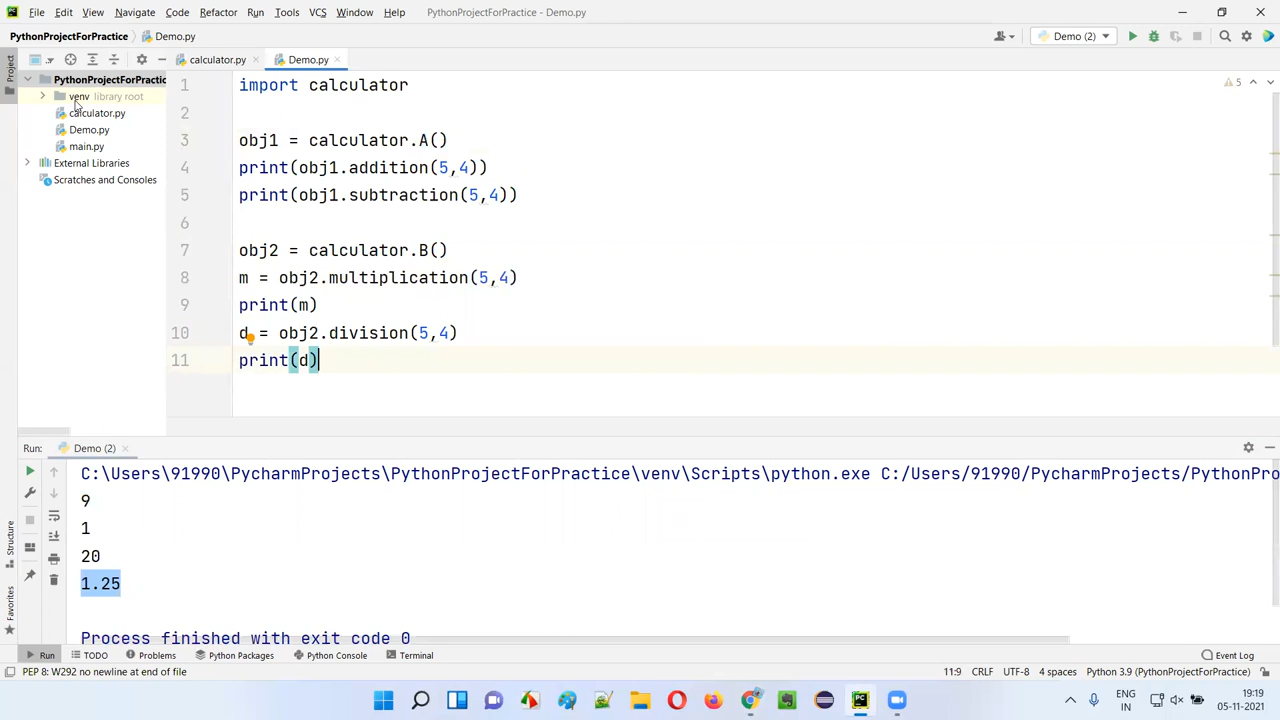 File Edit View Navigate Code Refactor Run Tools VCS Window Help PythonProjectForPractice - Demo.py
PythonProjectForPractice Demo.py Demo (2)
Project
calculator.py Demo.py
PythonProjectForPractic
venv library root
calculator.py
Demo.py
main.py
External Libraries
Scratches and Consoles
5
1 import calculator
2
3 obj1 = calculator.A()
4 print(obj1.addition(5,4))
5 print(obj1.subtraction(5,4))
6
7 obj2 = calculator.B()
8 m = obj2.multiplication(5,4)
9 print(m)
10 d = obj2.division(5,4)
11 print(d)
Run: Demo (2)
C:\Users\91990\PycharmProjects\PythonProjectForPractice\venv\Scripts\python.exe C:/Users/91990/PycharmProjects/PythonPro
9
1
20
1.25
Process finished with exit code 0
Structure
Favorites
Run TODO Problems Python Packages Python Console Terminal Event Log
PEP 8: W292 no newline at end of file 11:9 CRLF UTF-8 4 spaces Python 3.9 (PythonProjectForPractice)
PC
ENG
IN
19:19
05-11-2021